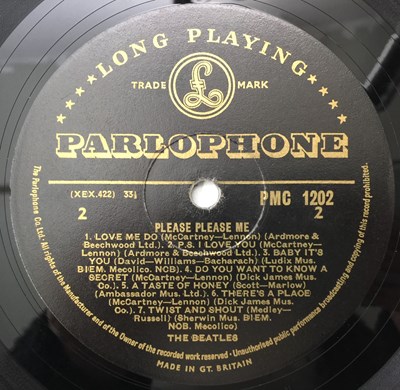 LONG PLAYING
TRADE MARK
£
PARLOPHONE
(XEX.422) 33⅓
2
PMC 1202
2
PLEASE PLEASE ME
1. LOVE ME DO (McCartney—Lennon) (Ardmore &
Beechwood Ltd.). 2. P.S. I LOVE YOU (McCartney—
Lennon) (Ardmore & Beechwood Ltd.) 3. BABY IT'S
YOU (David—Williams—Bacharach) (Ludix Mus.
BIEM. Mecolico. NOB). 4. DO YOU WANT TO KNOW A
SECRET (McCartney—Lennon) (Dick James Mus.
Co.) 5. A TASTE OF HONEY (Scott—Marlow)
(Ambassador Mus. Ltd.) 6. THERE'S A PLACE
(McCartney—Lennon) (Dick James Mus.
Co.) 7. TWIST AND SHOUT (Medley—
Russell) (Sherwin Mus. BIEM.
NOB. Mecolico)
THE BEATLES
The Parlophone Co. Ltd. All rights of the Manufacturer and of the Owner of the recorded work reserved - Unauthorised public performance broadcasting and copying of this record prohibited.
MADE IN GT. BRITAIN